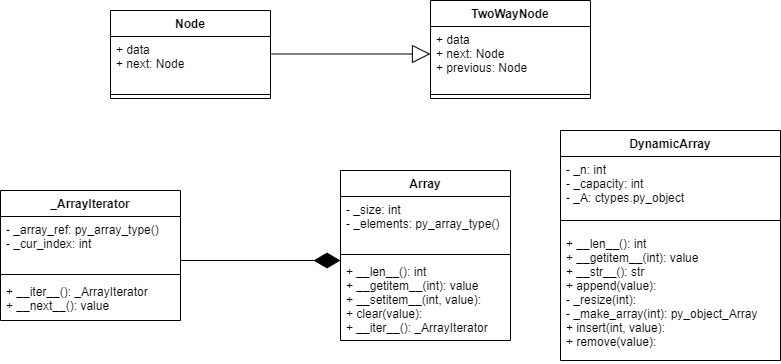 Node
+ data
+ next: Node
TwoWayNode
+ data
+ next: Node
+ previous: Node
_ArrayIterator
- _array_ref: py_array_type()
- _cur_index: int
+ __iter__(): _ArrayIterator
+ __next__(): value
Array
- _size: int
- _elements: py_array_type()
+ __len__(): int
+ __getitem__(int): value
+ __setitem__(int, value):
+ clear(value):
+ __iter__(): _ArrayIterator
DynamicArray
- _n: int
- _capacity: int
- _A: ctypes.py_object
+ __len__(): int
+ __getitem__(int): value
+ __str__(): str
+ append(value):
- _resize(int):
- _make_array(int): py_object_Array
+ insert(int, value):
+ remove(value):